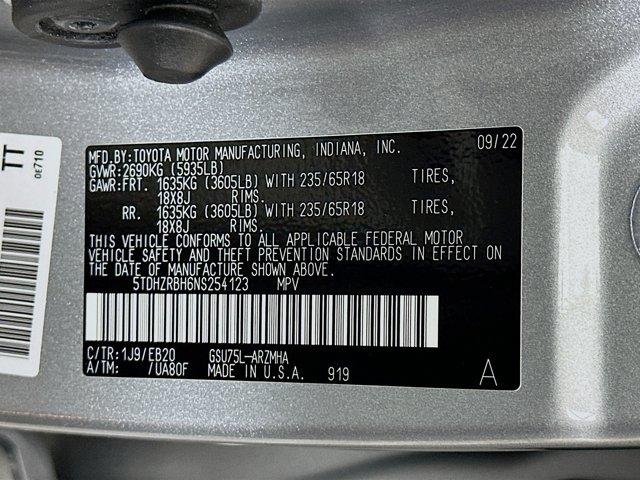 TT
0E710
MFD.BY:TOYOTA MOTOR MANUFACTURING, INDIANA, INC. 09/22
GVWR:2690KG (5935LB)
GAWR:FRT. 1635KG (3605LB) WITH 235/65R18 TIRES,
18X8J RIMS.
RR. 1635KG (3605LB) WITH 235/65R18 TIRES,
18X8J RIMS.
THIS VEHICLE CONFORMS TO ALL APPLICABLE FEDERAL MOTOR
VEHICLE SAFETY AND THEFT PREVENTION STANDARDS IN EFFECT ON
THE DATE OF MANUFACTURE SHOWN ABOVE.
5TDHZRBH6NS254123 MPV
C/TR:1J9/EB20 GSU75L-ARZMHA
A/TM: /UA80F MADE IN U.S.A. 919 A